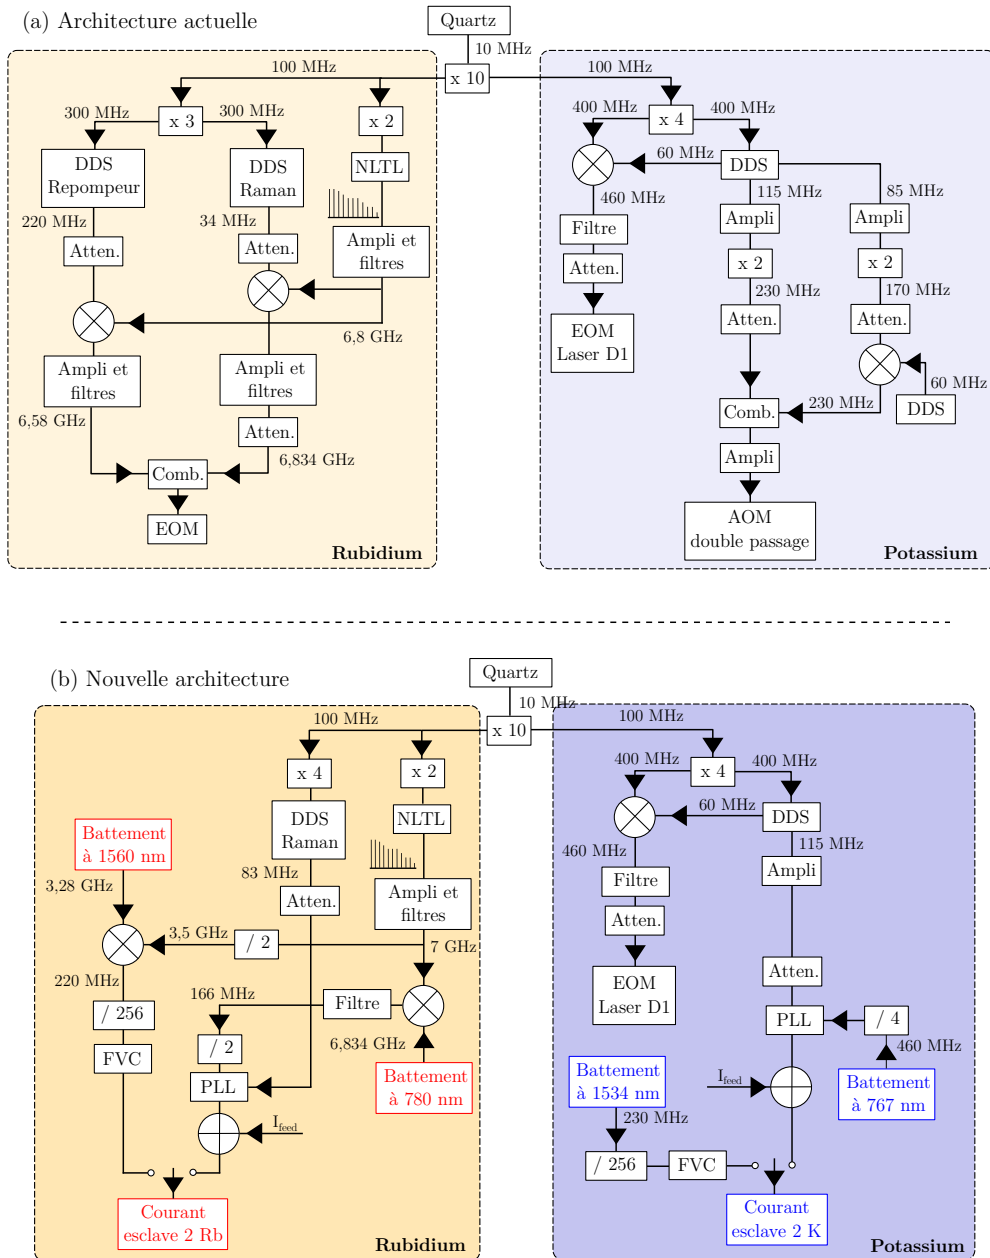 (a) Architecture actuelle
Quartz
10 MHz
x 10
100 MHz
100 MHz
300 MHz
x 3
300 MHz
x 2
DDS
Repompeur
DDS
Raman
NLTL
220 MHz
34 MHz
Atten.
Atten.
Ampli et
filtres
6,8 GHz
Ampli et
filtres
Ampli et
filtres
6,58 GHz
Atten.
6,834 GHz
Comb.
EOM
Rubidium
400 MHz
x 4
400 MHz
60 MHz
DDS
460 MHz
115 MHz
85 MHz
Filtre
Ampli
Ampli
Atten.
x 2
x 2
230 MHz
170 MHz
EOM
Laser D1
Atten.
Atten.
60 MHz
Comb.
230 MHz
DDS
Ampli
AOM
double passage
Potassium
(b) Nouvelle architecture
Quartz
10 MHz
x 10
100 MHz
100 MHz
x 4
x 2
DDS
Raman
NLTL
Battement
à 1560 nm
83 MHz
3,28 GHz
Atten.
Ampli et
filtres
3,5 GHz
/ 2
7 GHz
220 MHz
166 MHz
Filtre
/ 256
/ 2
6,834 GHz
FVC
PLL
Battement
à 780 nm
Ifeed
Courant
esclave 2 Rb
Rubidium
400 MHz
x 4
400 MHz
60 MHz
DDS
460 MHz
115 MHz
Filtre
Ampli
Atten.
EOM
Laser D1
Atten.
PLL
/ 4
460 MHz
Battement
à 1534 nm
Ifeed
Battement
à 767 nm
230 MHz
/ 256
FVC
Courant
esclave 2 K
Potassium